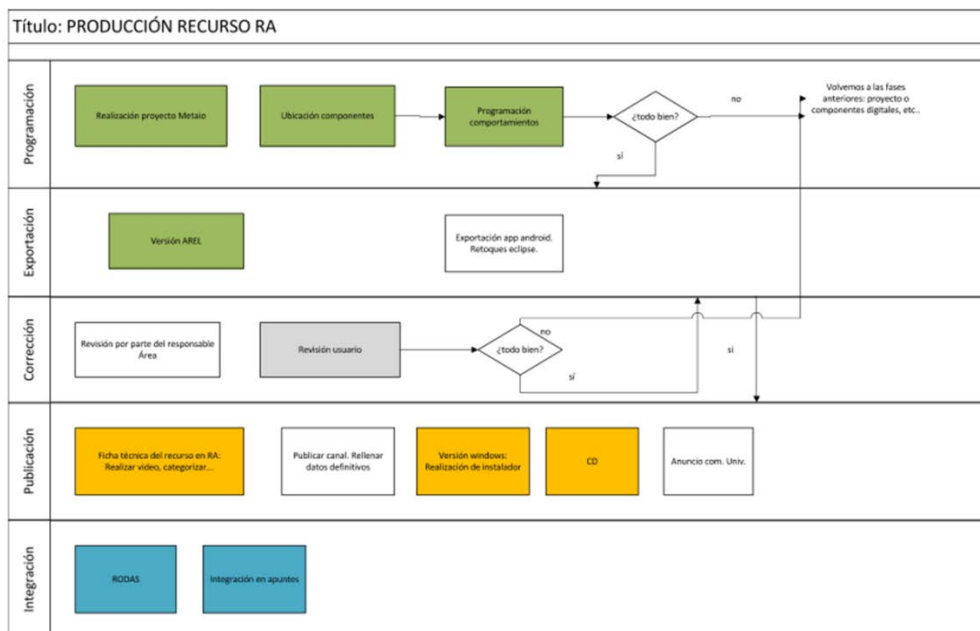 Título: PRODUCCIÓN RECURSO RA
Programación
Realización proyecto Metaio
Ubicación componentes
Programación
comportamientos
¿todo bien?
no
sí
Volvemos a las fases
anteriores: proyecto o
componentes digitales, etc..
Exportación
Versión AREL
Exportación app android.
Retoques eclipse.
Corrección
Revisión por parte del responsable
Área
Revisión usuario
¿todo bien?
no
sí
si
Publicación
Ficha técnica del recurso en RA:
Realizar video, categorizar...
Publicar canal. Rellenar
datos definitivos
Versión windows:
Realización de instalador
CD
Anuncio com. Univ.
Integración
RODAS
Integración en apuntes